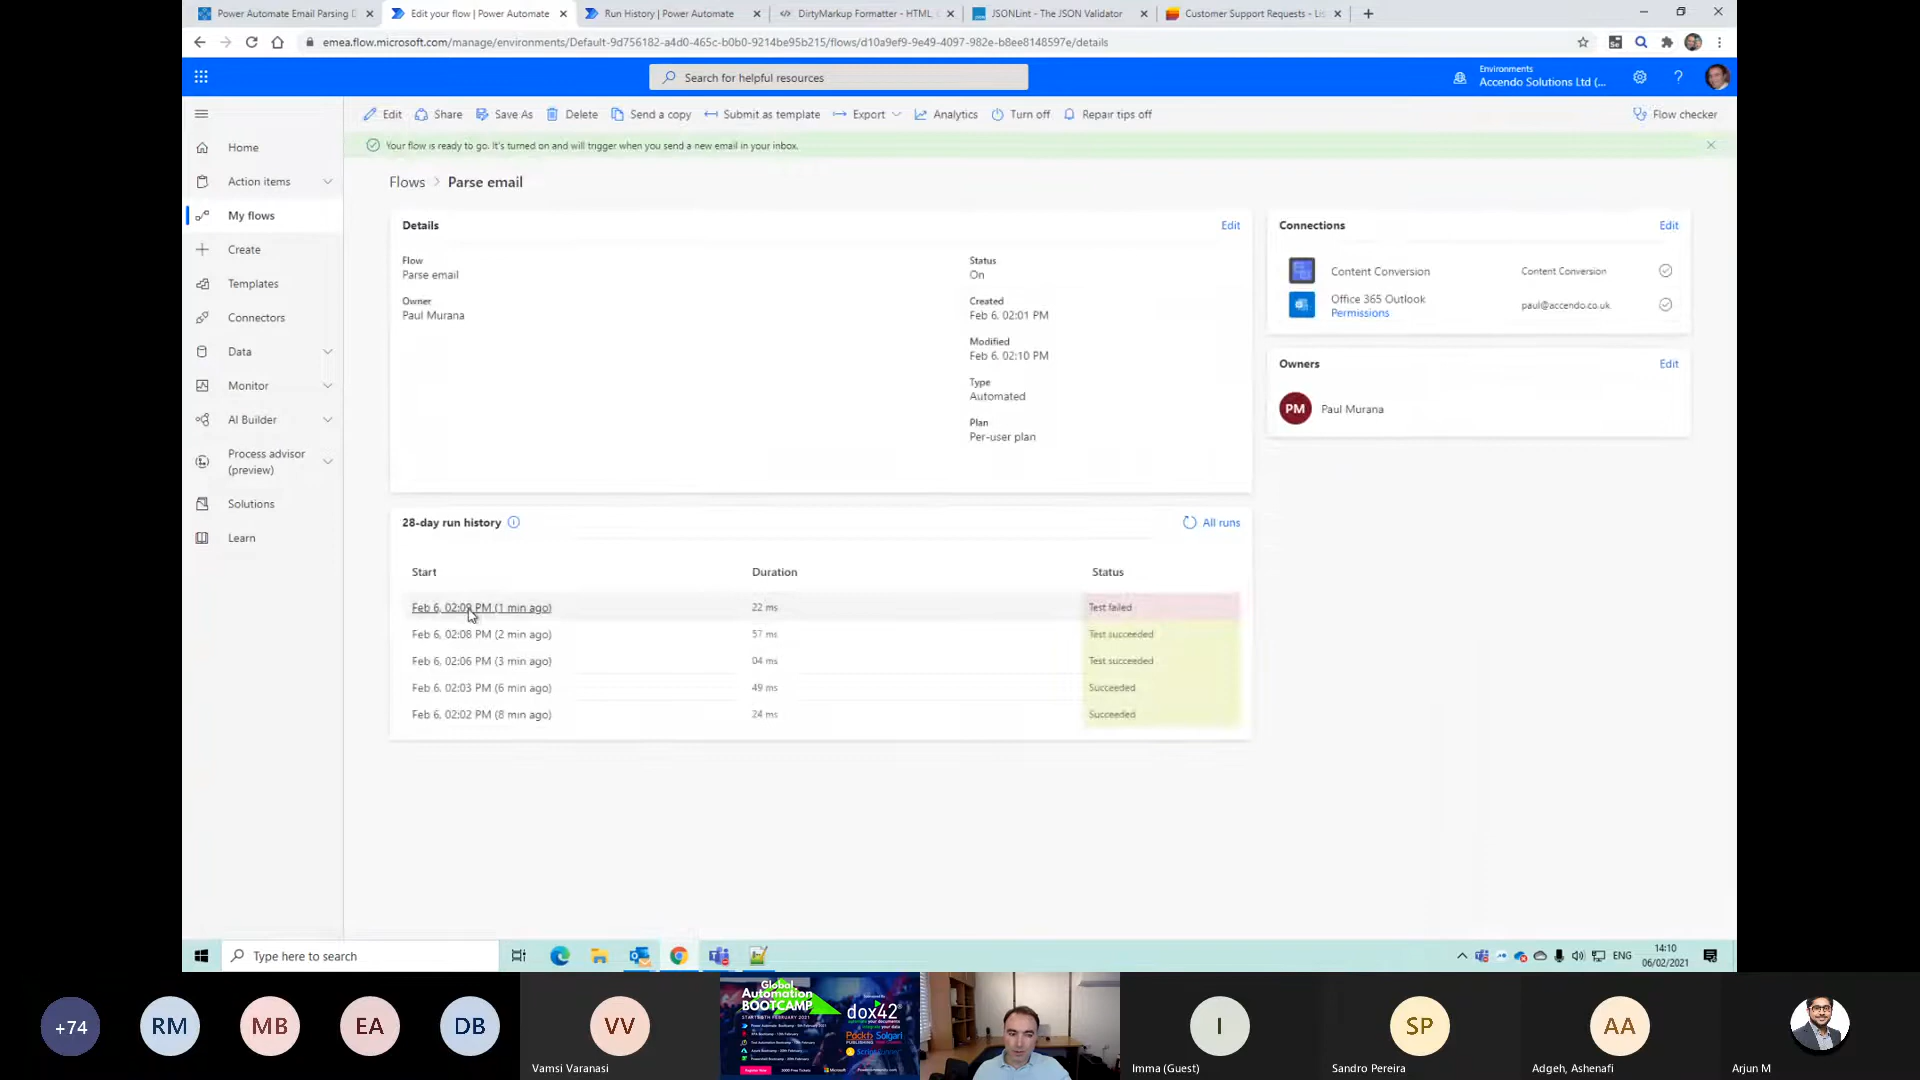 Power Automate Email Parsing D
Edit your flow | Power Automate
Run History | Power Automate
DirtyMarkup Formatter - HTML, C
JSONLint - The JSON Validator
Customer Support Requests - Lis
emea.flow.microsoft.com/manage/environments/Default-9d756182-a4d0-465c-b0b0-9214be95b215/flows/d10a9ef9-9e49-4097-982e-b8ee8148597e/details
Search for helpful resources
Environments
Accendo Solutions Ltd (...
Edit
Share
Save As
Delete
Send a copy
Submit as template
Export
Analytics
Turn off
Repair tips off
Flow checker
Your flow is ready to go. It's turned on and will trigger when you send a new email in your inbox.
Home
Action items
My flows
Create
Templates
Connectors
Data
Monitor
AI Builder
Process advisor
(preview)
Solutions
Learn
Flows > Parse email
Details
Edit
Flow
Parse email
Owner
Paul Murana
Status
On
Created
Feb 6, 02:01 PM
Modified
Feb 6, 02:10 PM
Type
Automated
Plan
Per-user plan
Connections
Edit
Content Conversion
Content Conversion
Office 365 Outlook
Permissions
paul@accendo.co.uk
Owners
Edit
PM
Paul Murana
28-day run history
All runs
Start
Duration
Status
Feb 6, 02:09 PM (1 min ago)
22 ms
Test failed
Feb 6, 02:08 PM (2 min ago)
57 ms
Test succeeded
Feb 6, 02:06 PM (3 min ago)
04 ms
Test succeeded
Feb 6, 02:03 PM (6 min ago)
49 ms
Succeeded
Feb 6, 02:02 PM (8 min ago)
24 ms
Succeeded
Type here to search
ENG
14:10
06/02/2021
+74
RM
MB
EA
DB
VV
Vamsi Varanasi
Global
Automation
BOOTCAMP
dox42
I
Imma (Guest)
SP
Sandro Pereira
AA
Adgeh, Ashenafi
Arjun M